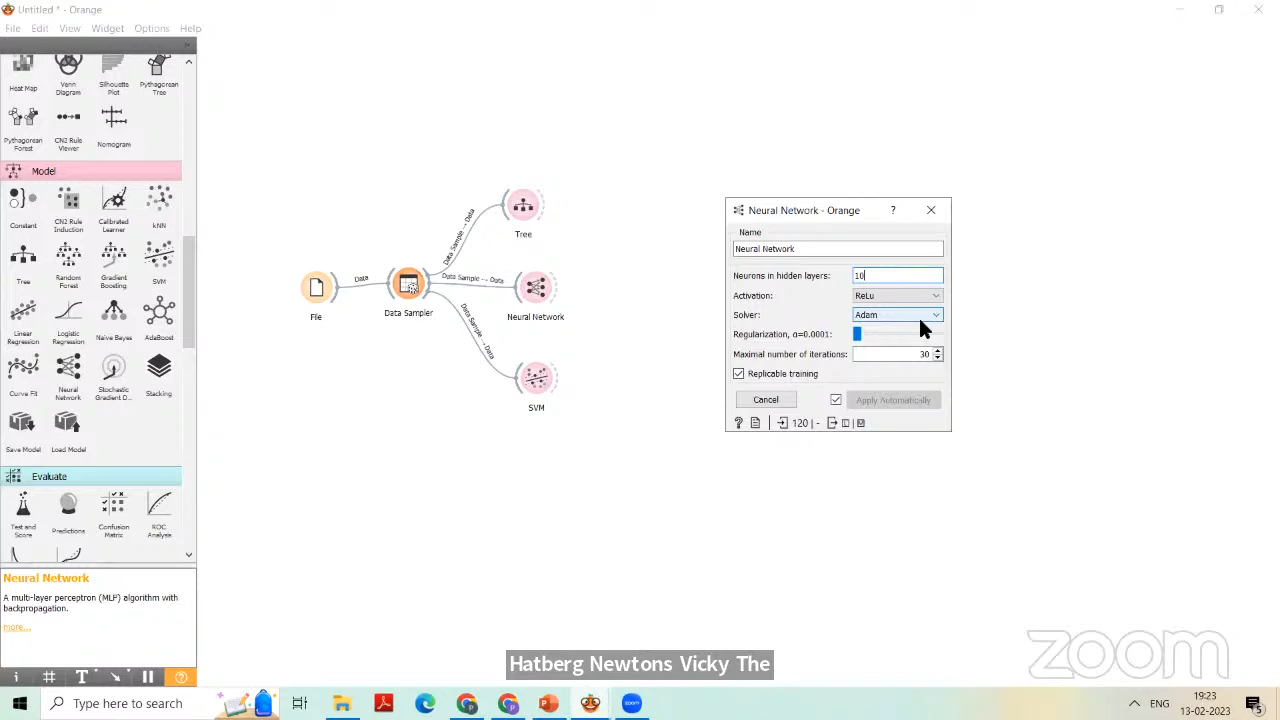 Untitled * - Orange
File Edit View Widget Options Help
Heat Map
Venn Diagram
Silhouette Plot
Pythagorean Tree
Pythagorean Forest
CN2 Rule Viewer
Nomogram
Model
Constant
CN2 Rule Induction
Calibrated Learner
kNN
Tree
Random Forest
Gradient Boosting
SVM
Linear Regression
Logistic Regression
Naive Bayes
AdaBoost
Curve Fit
Neural Network
Stochastic Gradient D...
Stacking
Save Model
Load Model
Evaluate
Test and Score
Predictions
Confusion Matrix
ROC Analysis
Neural Network
A multi-layer perceptron (MLP) algorithm with
backpropagation.
more...
File
Data
Data Sampler
Data Sample → Data
Tree
Data Sample → Data
Neural Network
Data Sample → Data
SVM
Neural Network - Orange
Name
Neural Network
Neurons in hidden layers: 10
Activation: ReLu
Solver: Adam
Regularization, α=0.0001:
Maximal number of iterations: 30
Replicable training
Cancel Apply Automatically
? 120 | -
Hatberg Newtons Vicky The
zoom
Type here to search
zoom
ENG
19:23
13-02-2023
5